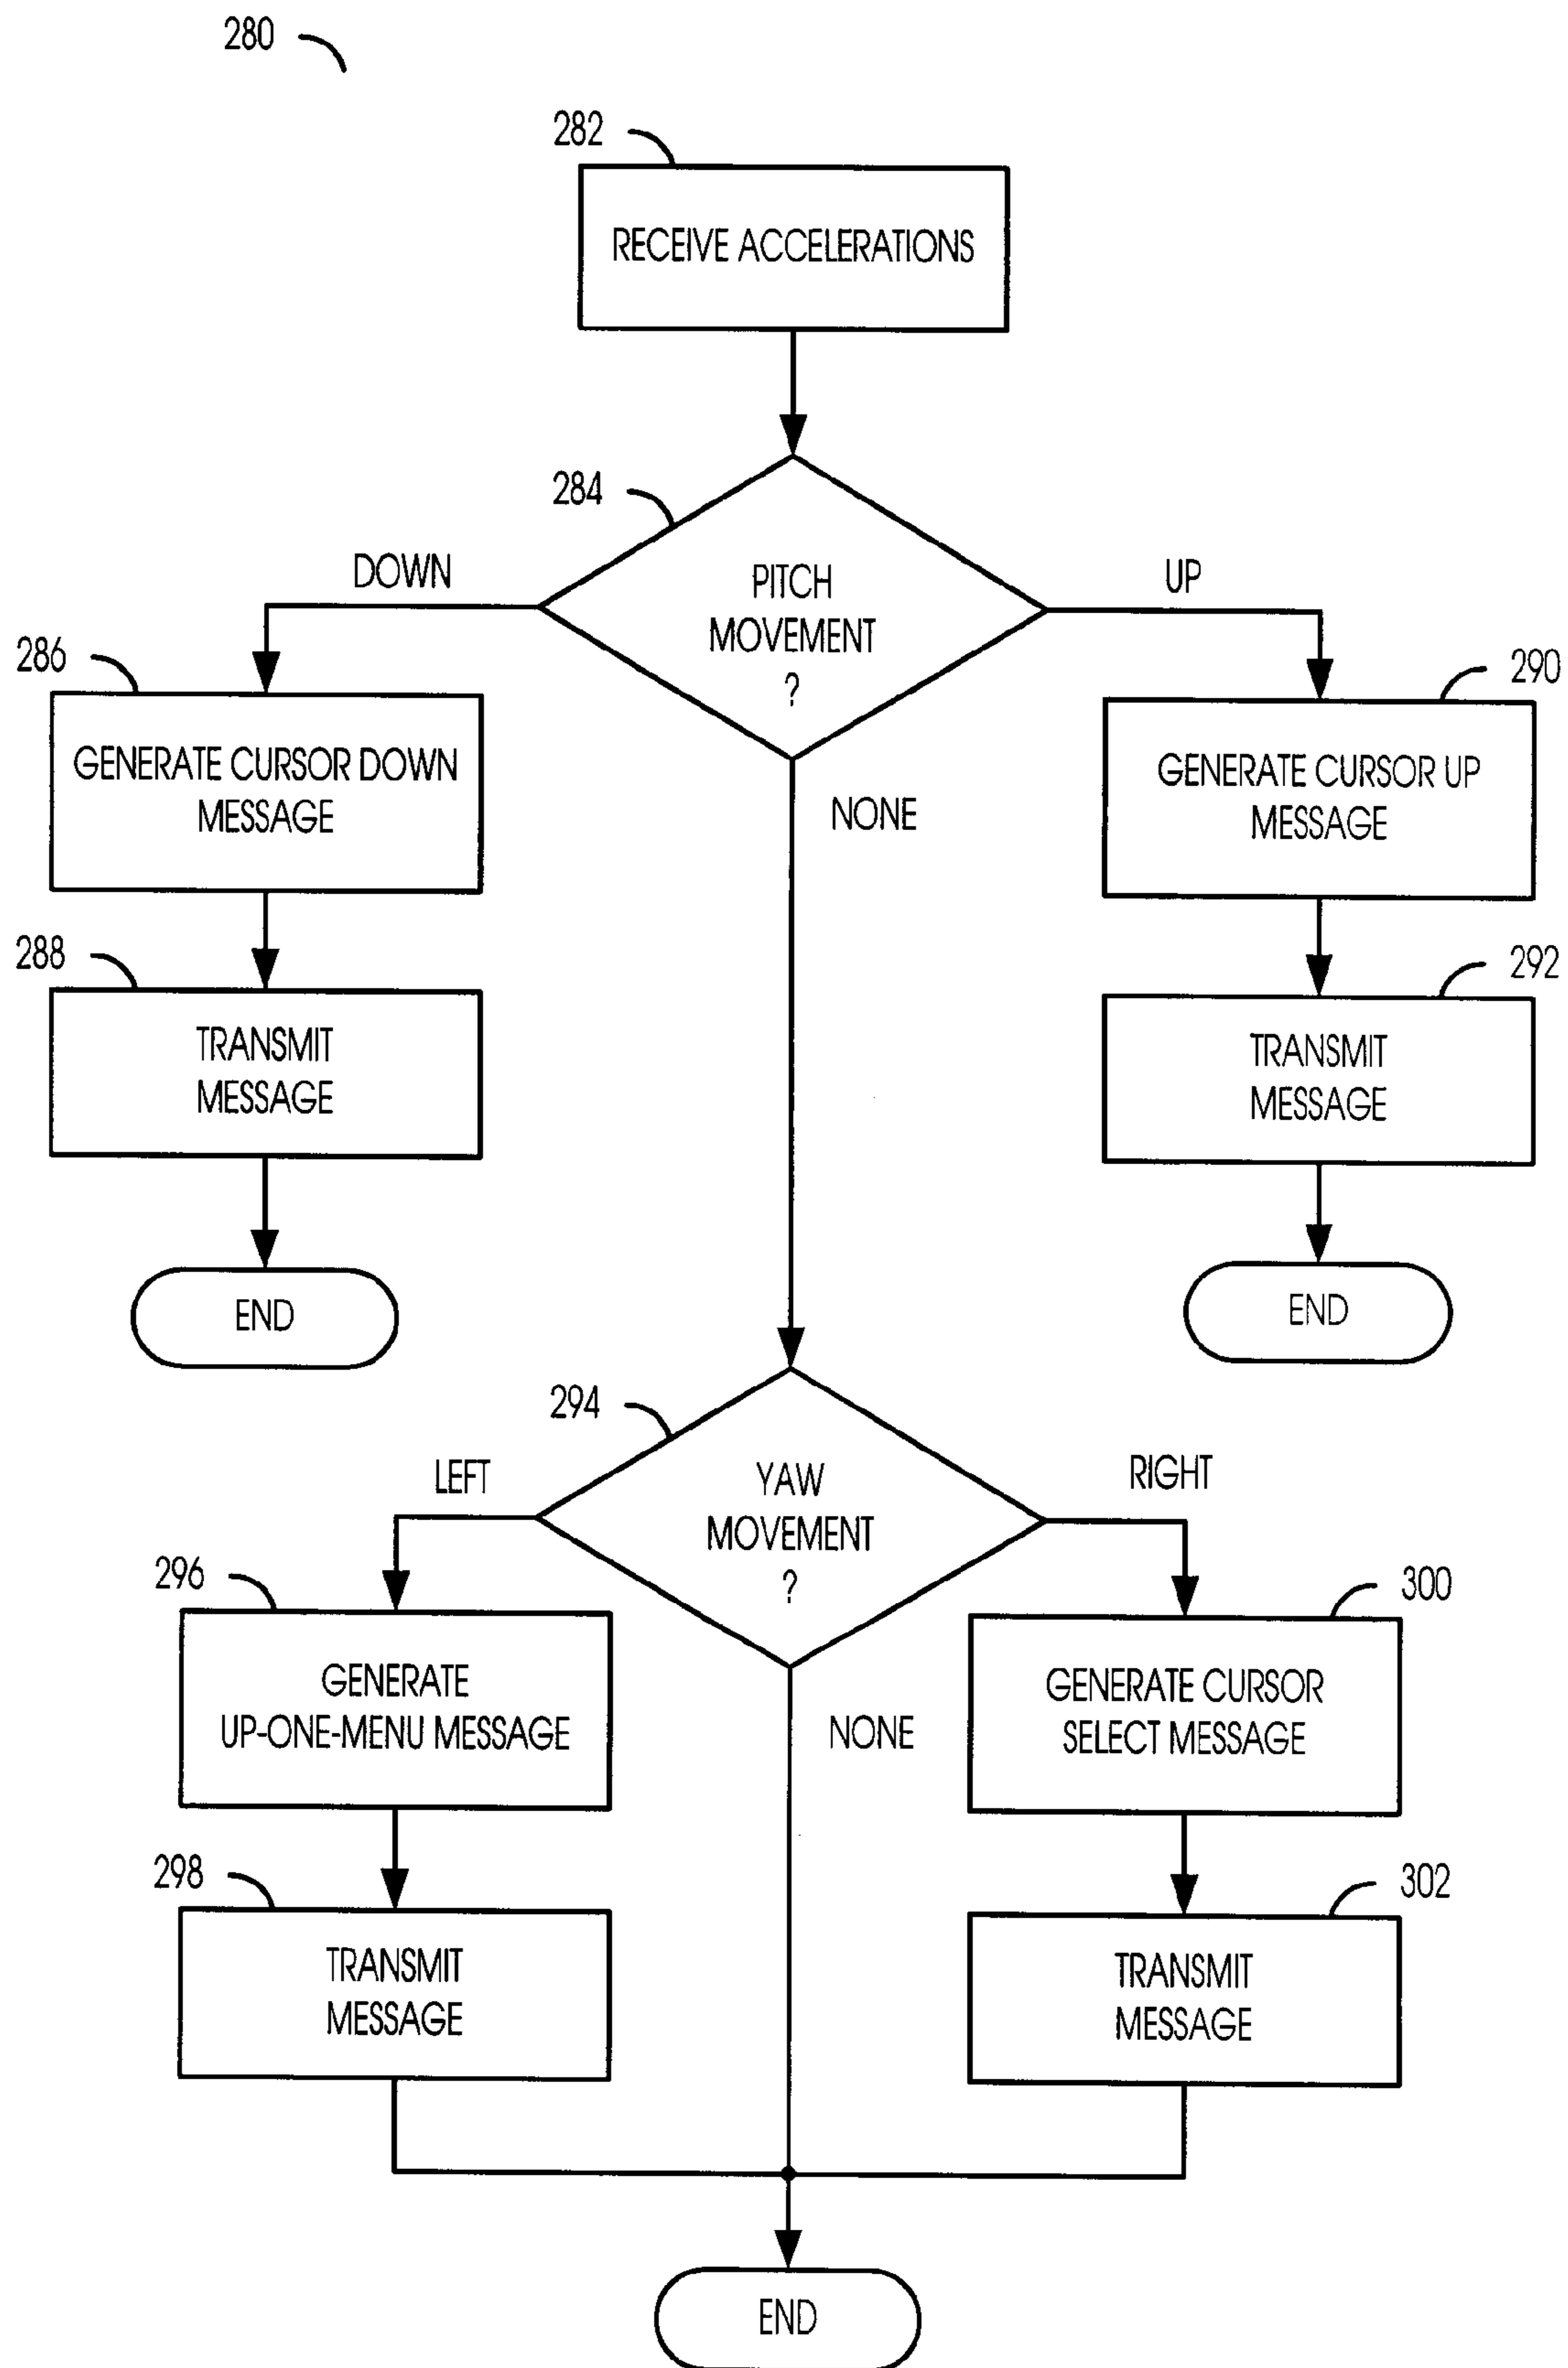 280
282
RECEIVE ACCELERATIONS
284
DOWN
PITCH
MOVEMENT
?
UP
286
GENERATE CURSOR DOWN
MESSAGE
NONE
290
GENERATE CURSOR UP
MESSAGE
288
TRANSMIT
MESSAGE
292
TRANSMIT
MESSAGE
END
END
294
LEFT
YAW
MOVEMENT
?
RIGHT
296
GENERATE
UP-ONE-MENU MESSAGE
NONE
300
GENERATE CURSOR
SELECT MESSAGE
298
TRANSMIT
MESSAGE
302
TRANSMIT
MESSAGE
END